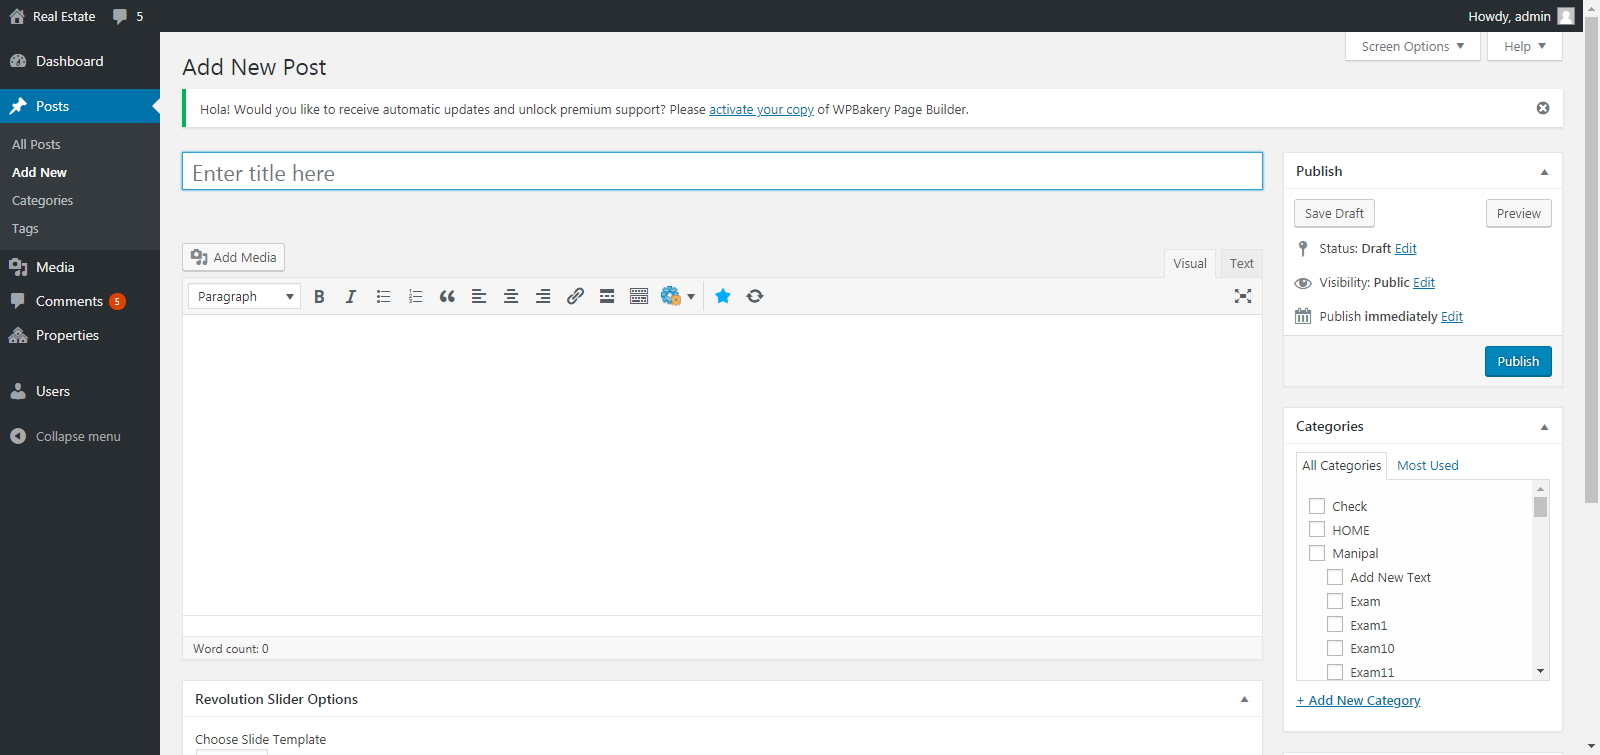 Real Estate 5 Howdy, admin
Screen Options Help
Dashboard
Posts
All Posts
Add New
Categories
Tags
Media
Comments 5
Properties
Users
Collapse menu
Add New Post
Hola! Would you like to receive automatic updates and unlock premium support? Please activate your copy of WPBakery Page Builder.
Enter title here
Add Media
Visual Text
Paragraph B I
Word count: 0
Revolution Slider Options
Choose Slide Template
Publish
Save Draft Preview
Status: Draft Edit
Visibility: Public Edit
Publish immediately Edit
Publish
Categories
All Categories Most Used
Check
HOME
Manipal
Add New Text
Exam
Exam1
Exam10
Exam11
+ Add New Category